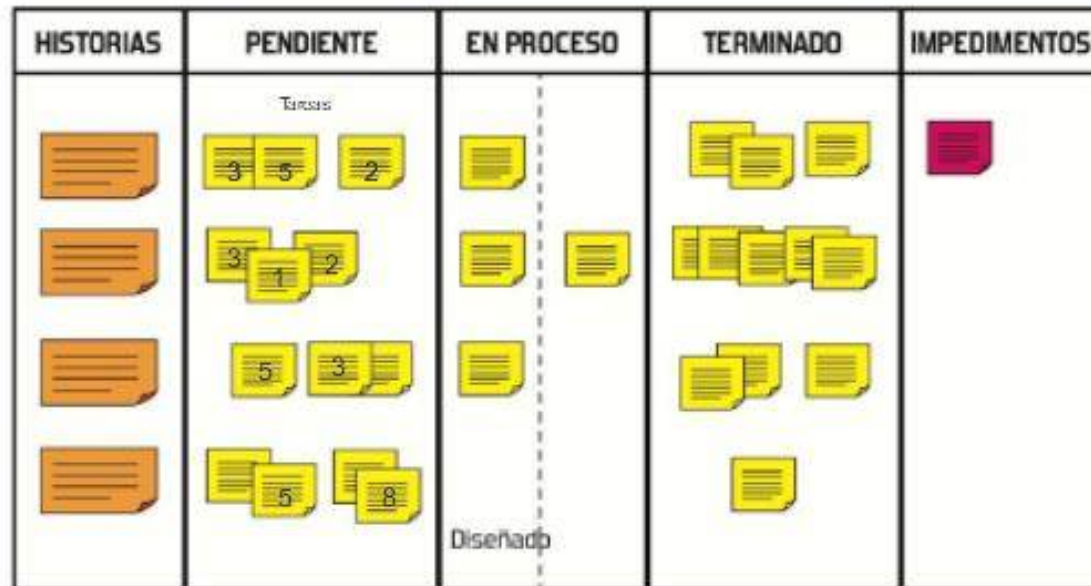 HISTORIAS
PENDIENTE
EN PROCESO
TERMINADO
IMPEDIMENTOS
Tareas
3 5 2
3 1 2
5 3
5 8
Diseñado